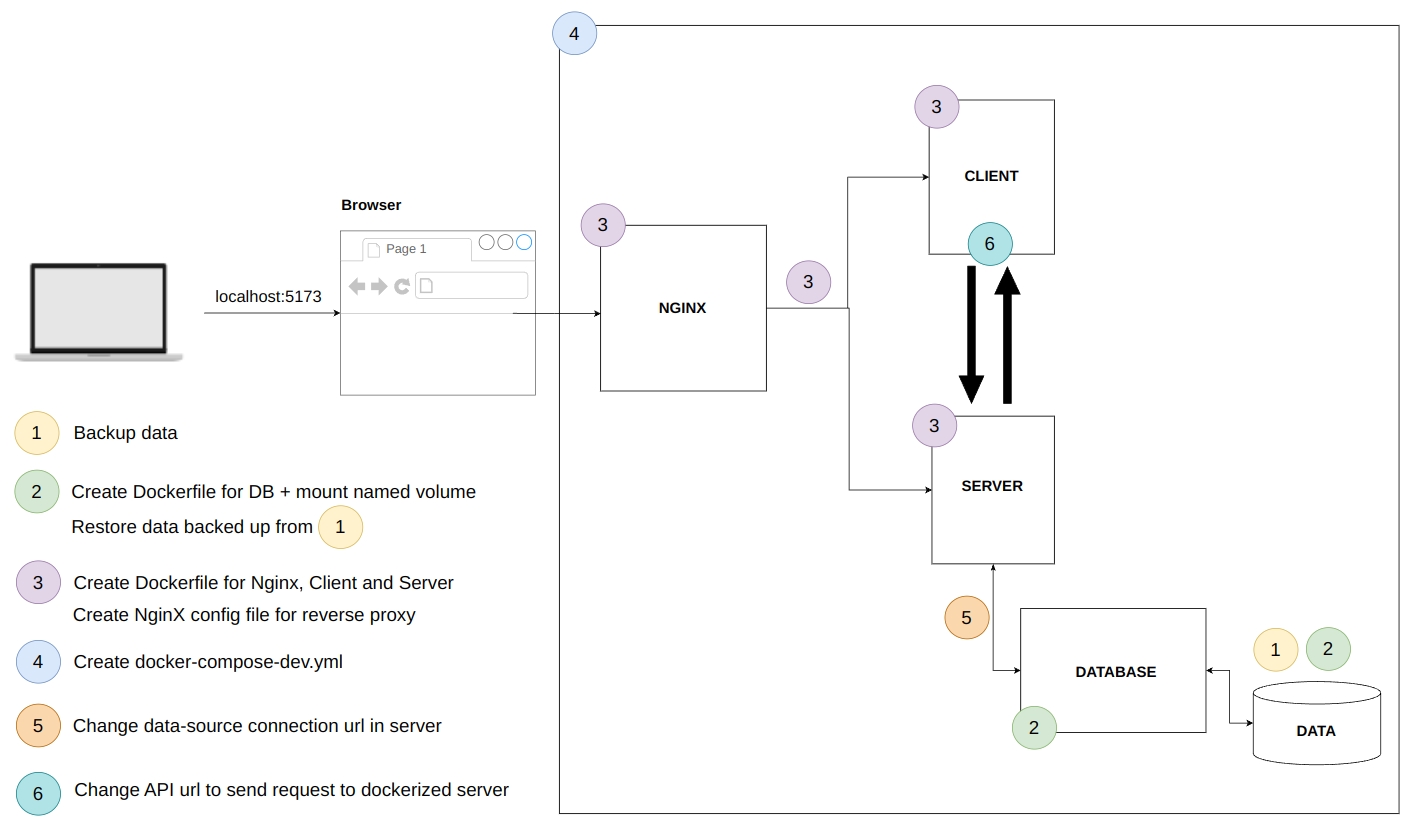 4
3
CLIENT
6
Browser
Page 1
localhost:5173
3
NGINX
3
3
SERVER
5
DATABASE
2
1
2
DATA
1
Backup data
2
Create Dockerfile for DB + mount named volume
Restore data backed up from 1
3
Create Dockerfile for Nginx, Client and Server
Create NginX config file for reverse proxy
4
Create docker-compose-dev.yml
5
Change data-source connection url in server
6
Change API url to send request to dockerized server